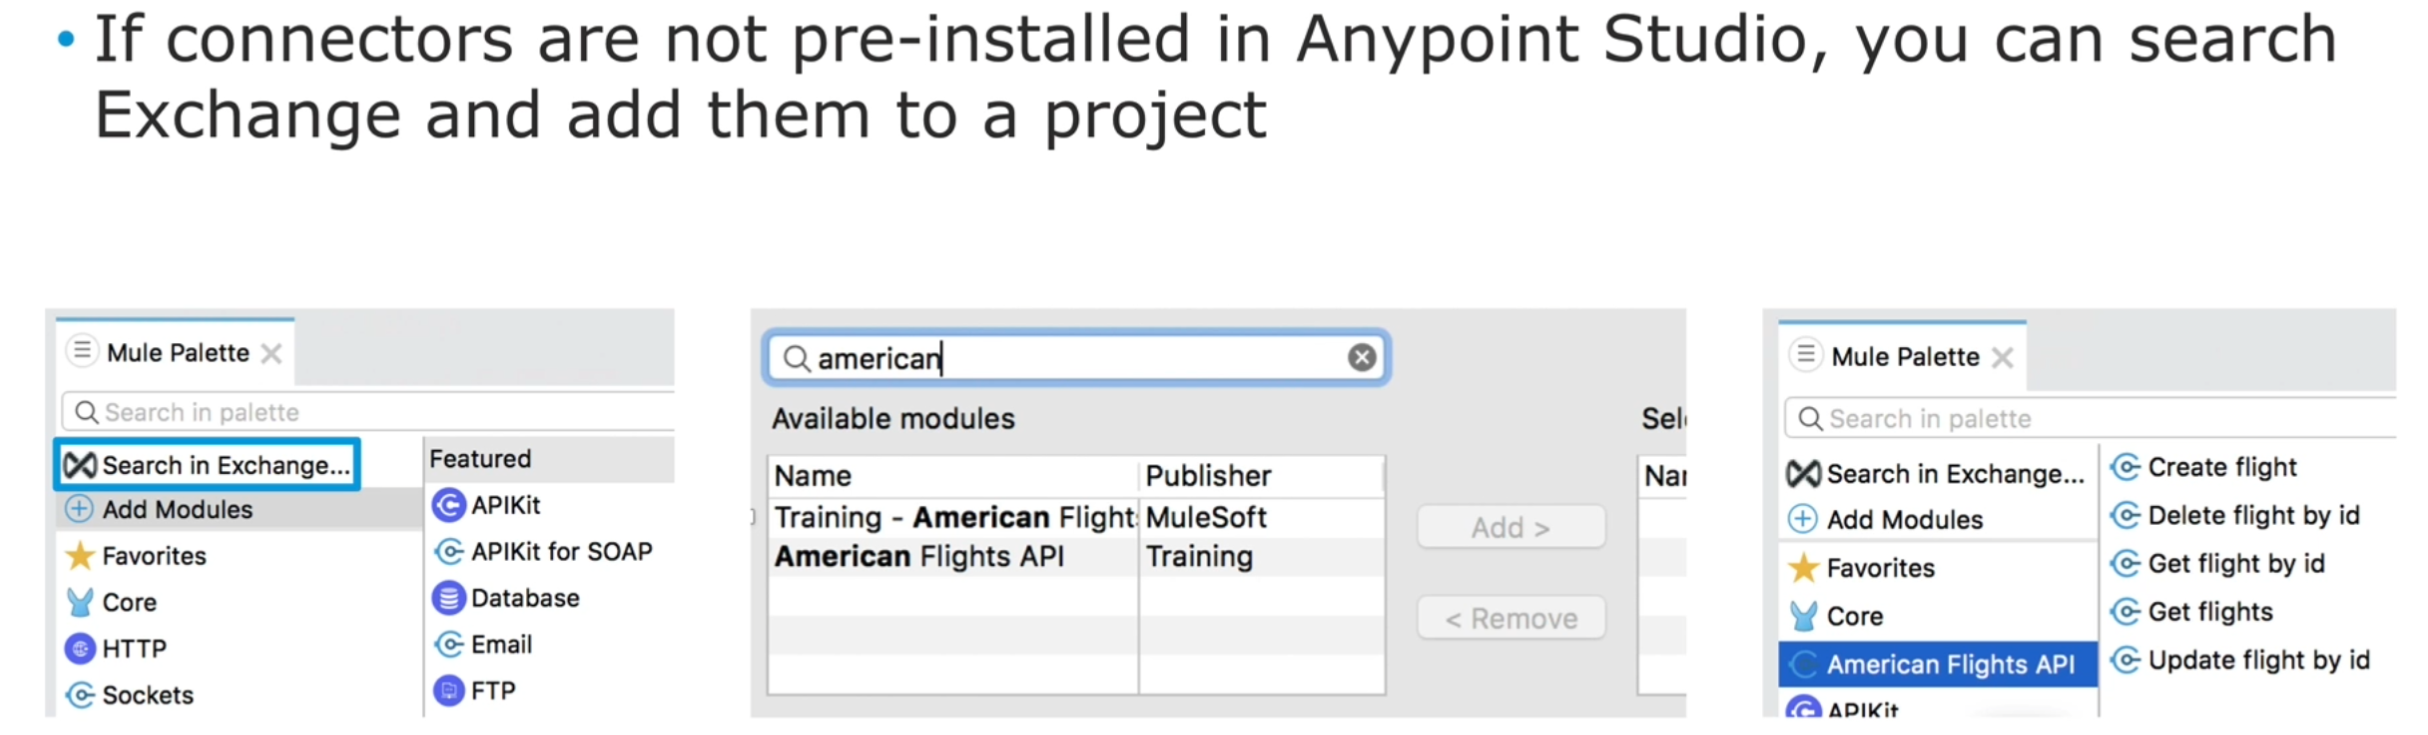 • If connectors are not pre-installed in Anypoint Studio, you can search
Exchange and add them to a project
Mule Palette
Search in palette
Search in Exchange...
Add Modules
Favorites
Core
HTTP
Sockets
Featured
APIKit
APIKit for SOAP
Database
Email
FTP
american
Available modules
Name Publisher
Training - American Flight MuleSoft
American Flights API Training
Add >
< Remove
Sel
Na
Mule Palette
Search in palette
Search in Exchange...
Add Modules
Favorites
Core
American Flights API
APIKit
Create flight
Delete flight by id
Get flight by id
Get flights
Update flight by id